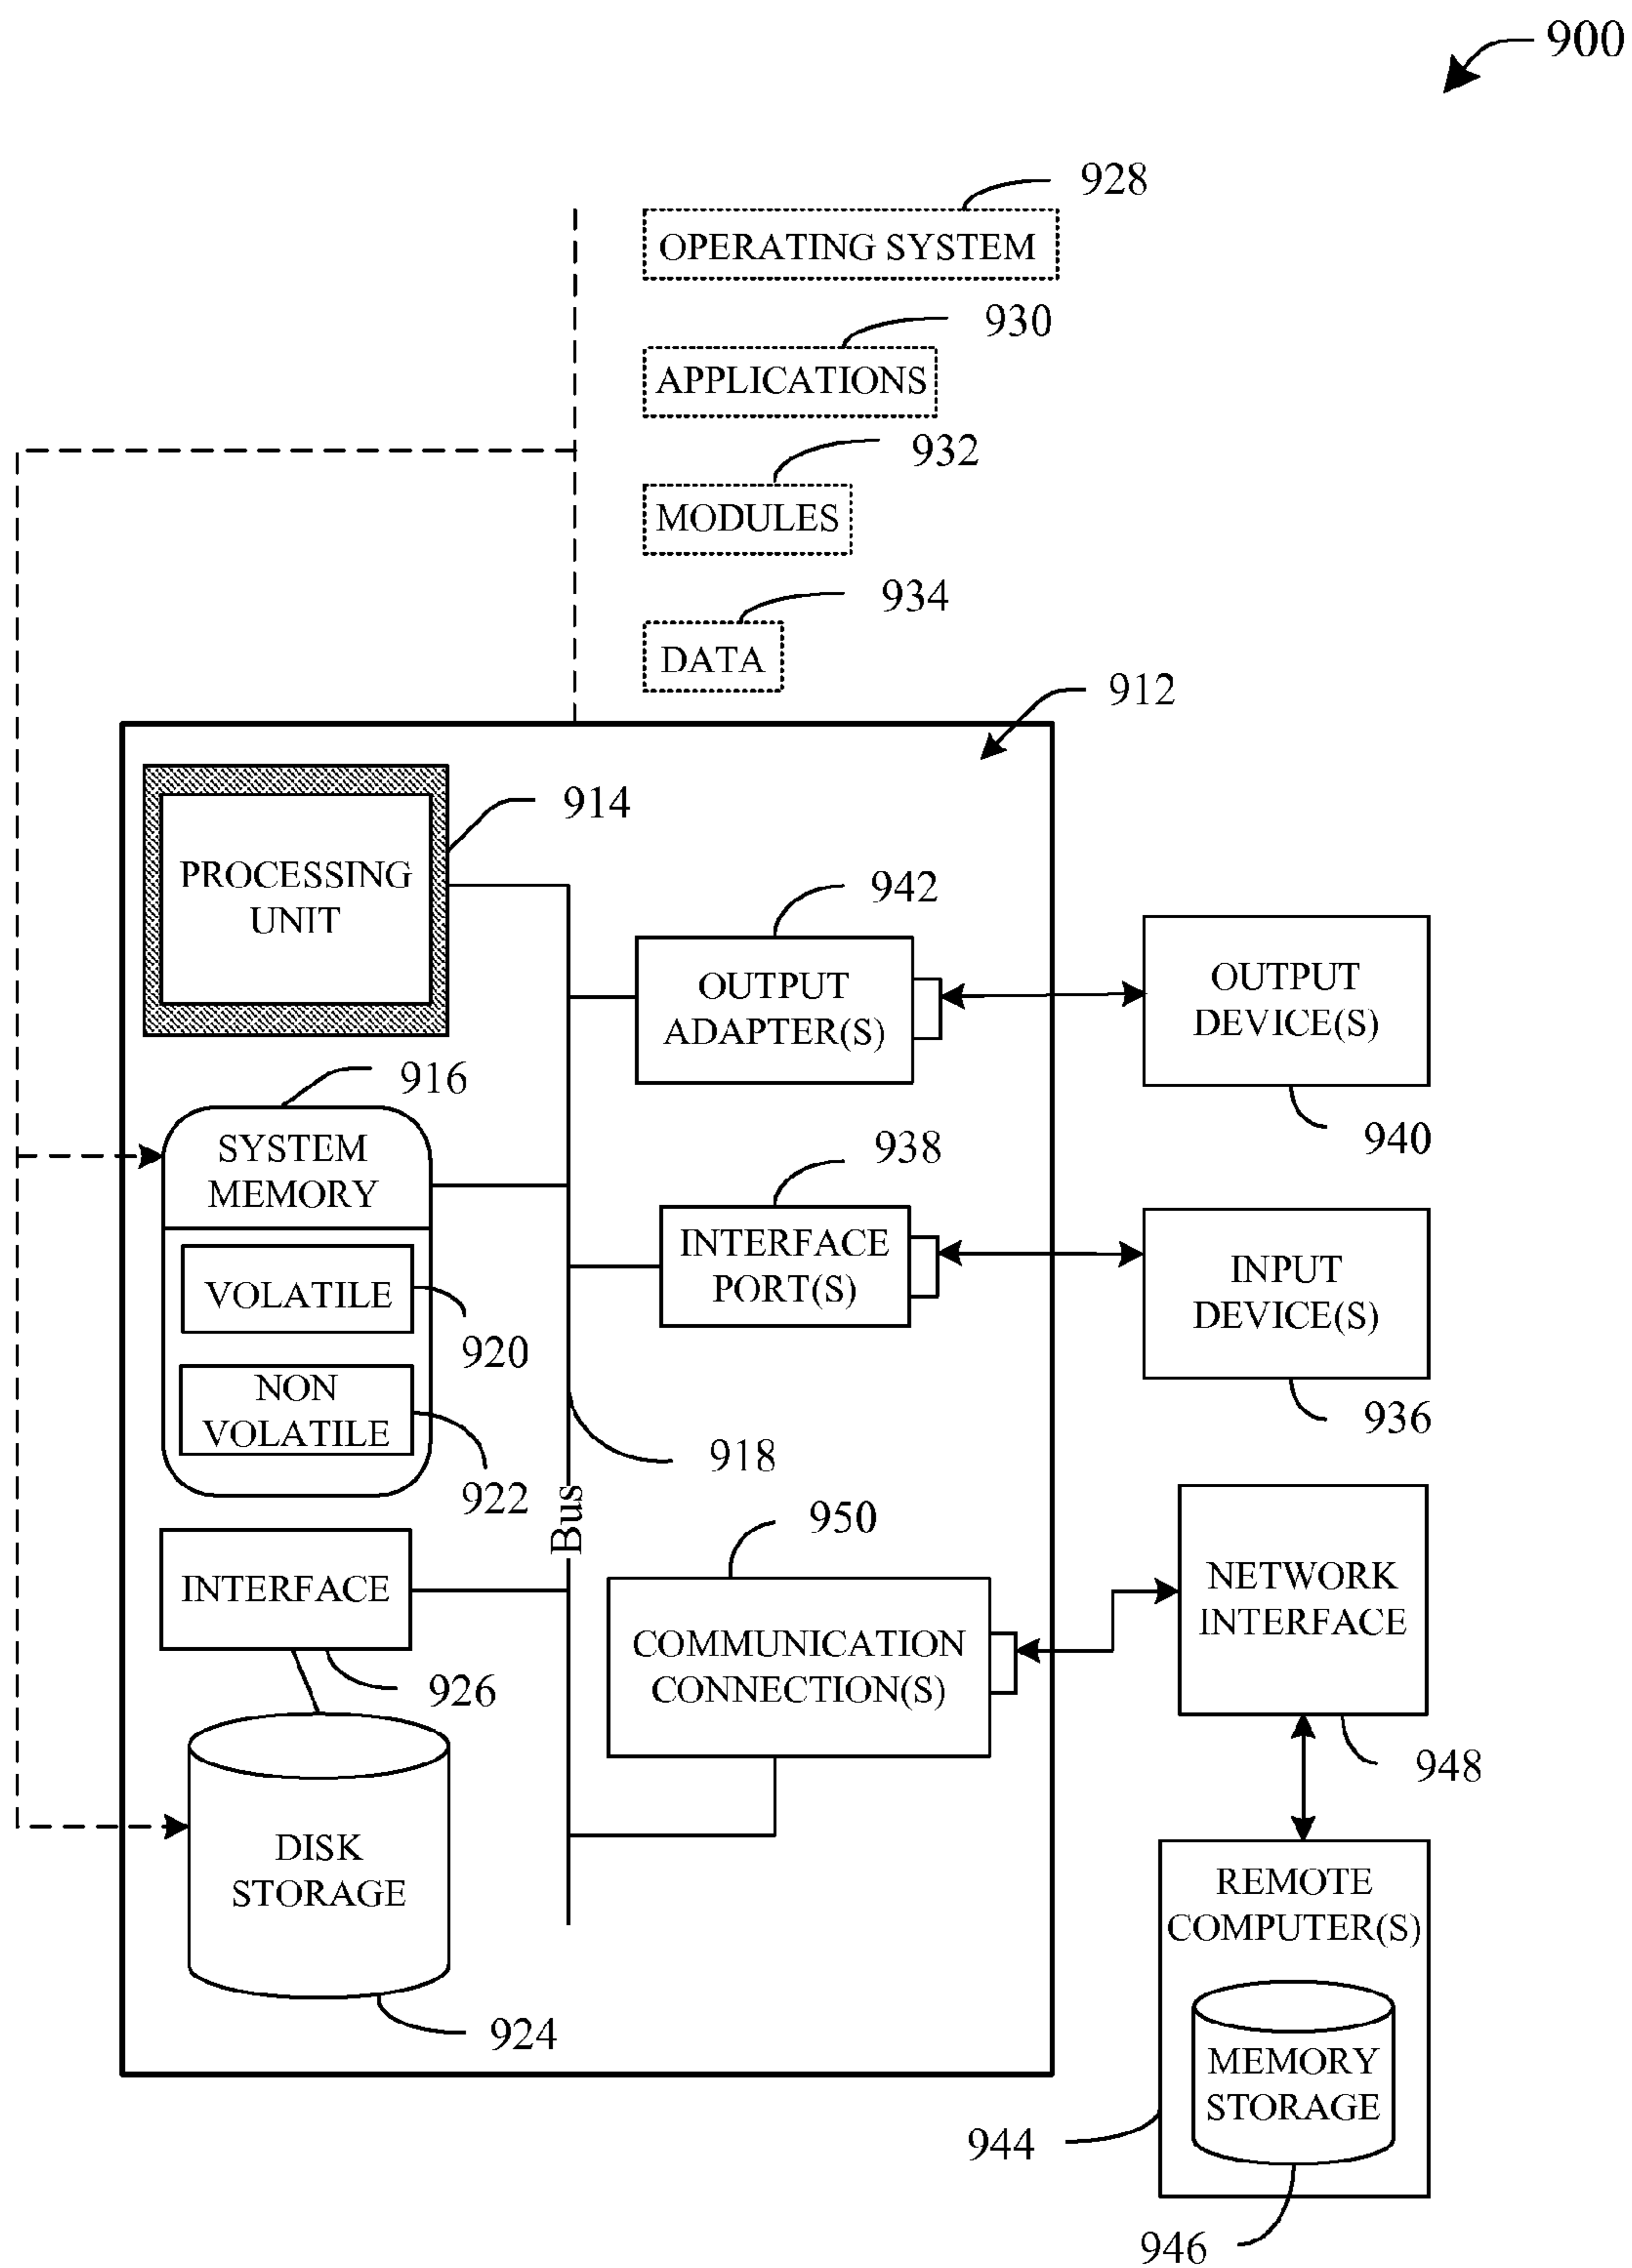 900
928
OPERATING SYSTEM
930
APPLICATIONS
932
MODULES
934
DATA
912
914
PROCESSING
UNIT
942
OUTPUT
ADAPTER(S)
OUTPUT
DEVICE(S)
940
916
SYSTEM
MEMORY
938
INTERFACE
PORT(S)
INPUT
DEVICE(S)
936
VOLATILE
920
NON
VOLATILE
922
918
Bus
950
INTERFACE
926
COMMUNICATION
CONNECTION(S)
NETWORK
INTERFACE
948
DISK
STORAGE
924
REMOTE
COMPUTER(S)
MEMORY
STORAGE
944
946